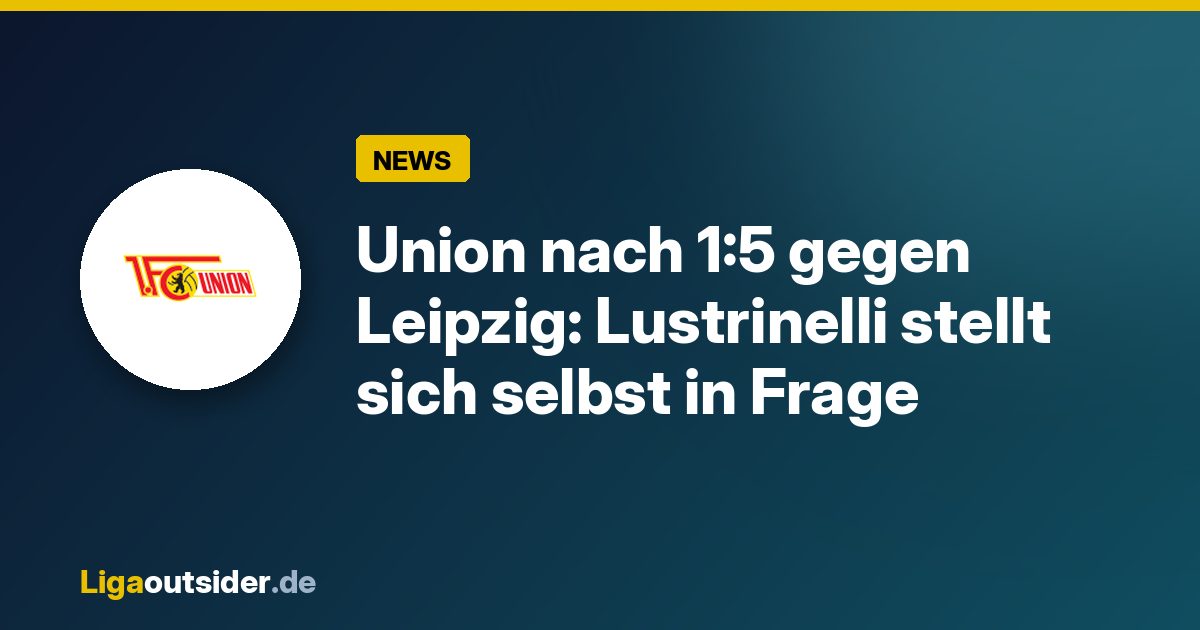 NEWS
1.FC UNION
Union nach 1:5 gegen
Leipzig: Lustrinelli stellt
sich selbst in Frage
Ligaoutsider.de